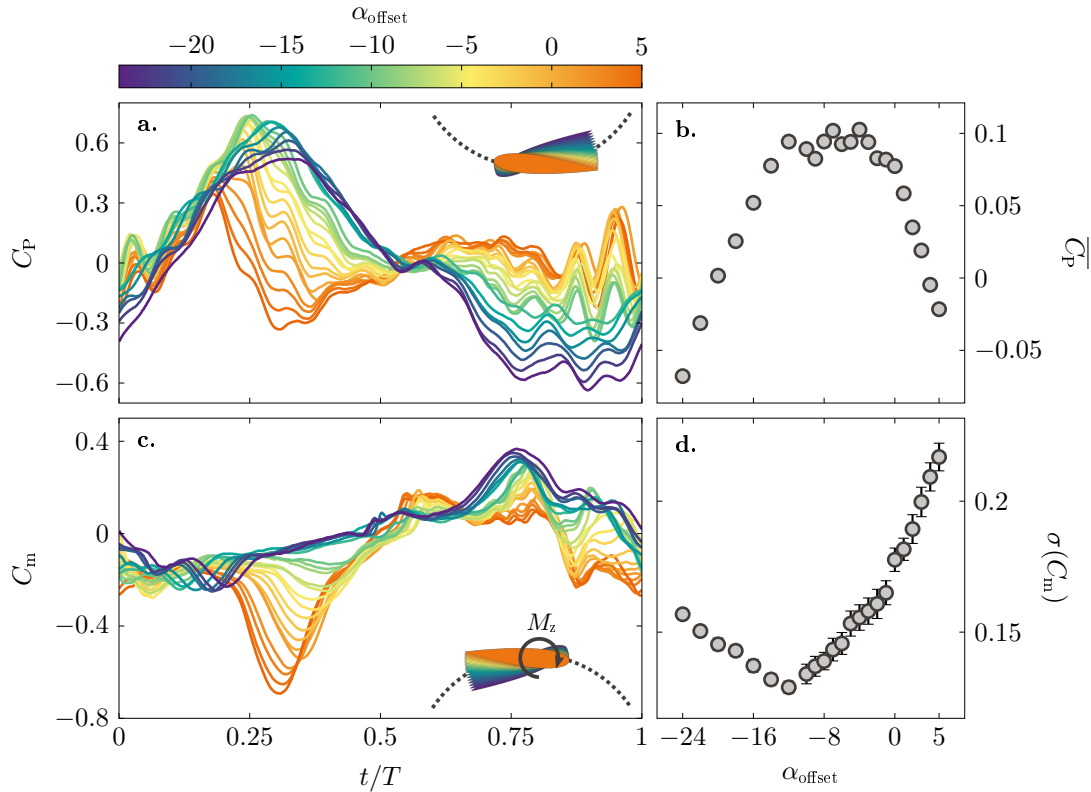 α_offset
−20 −15 −10 −5 0 5
a.
0.6
0.3
0
−0.3
−0.6
C_P
b.
0.1
0.05
0
−0.05
\overline{C_P}
c.
0.4
0
−0.4
−0.8
C_m
M_z
0 0.25 0.5 0.75 1
t/T
d.
0.2
0.15
σ(C_m)
−24 −16 −8 0 5
α_offset